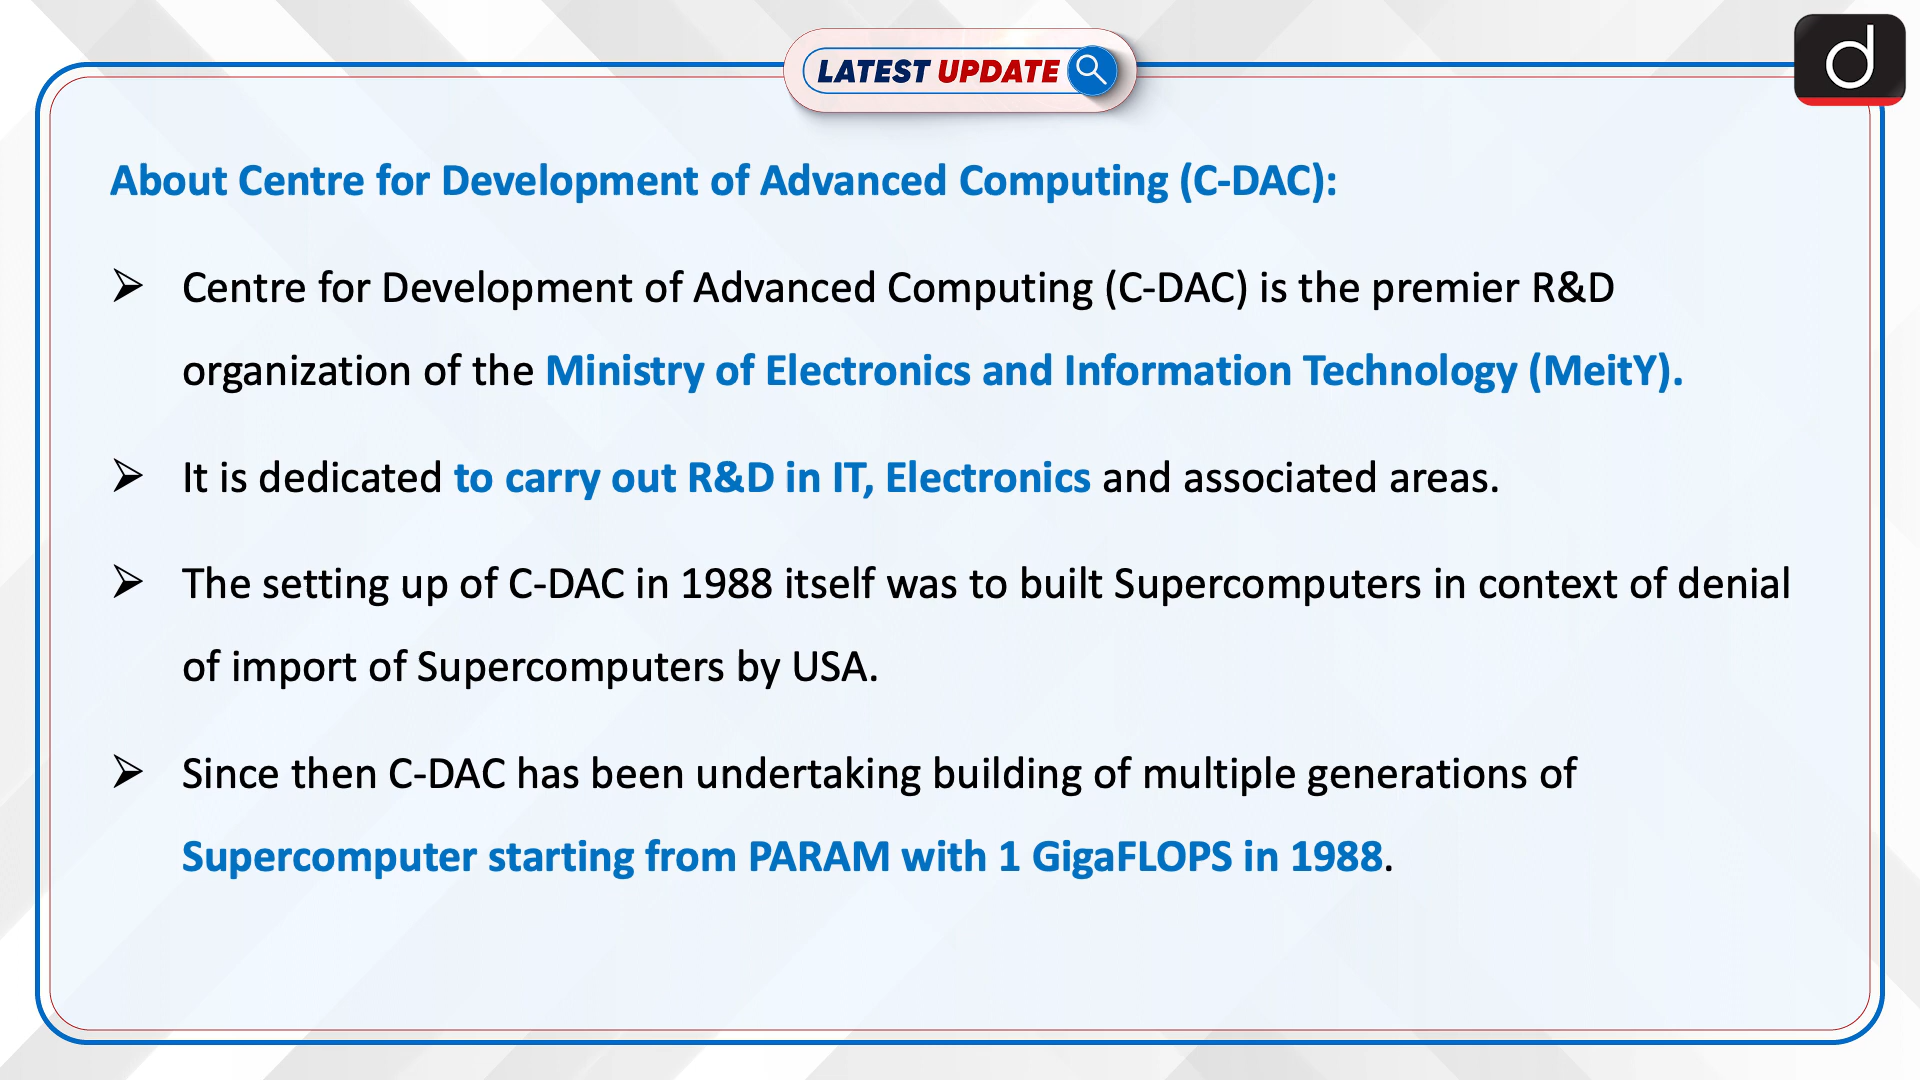 LATEST UPDATE
d
About Centre for Development of Advanced Computing (C-DAC):
➢ Centre for Development of Advanced Computing (C-DAC) is the premier R&D
organization of the Ministry of Electronics and Information Technology (MeitY).
➢ It is dedicated to carry out R&D in IT, Electronics and associated areas.
➢ The setting up of C-DAC in 1988 itself was to built Supercomputers in context of denial
of import of Supercomputers by USA.
➢ Since then C-DAC has been undertaking building of multiple generations of
Supercomputer starting from PARAM with 1 GigaFLOPS in 1988.